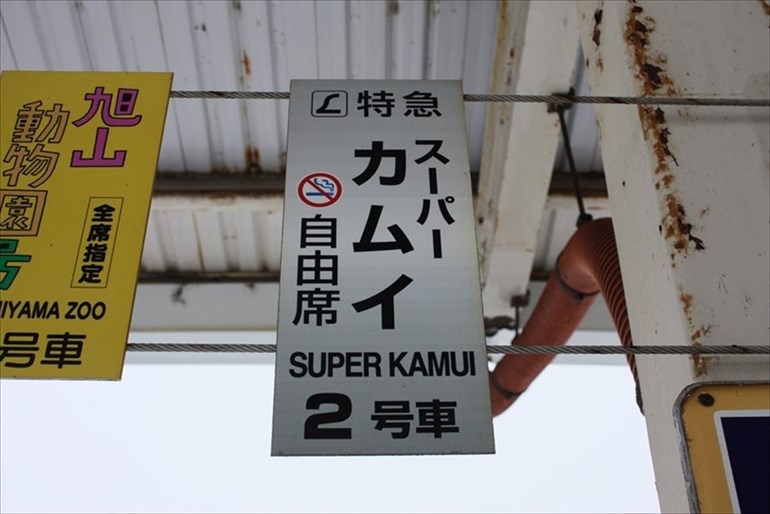 旭山
動物園
号
全席指定
IYAMA ZOO
号車
特急
スーパー
カムイ
自由席
SUPER KAMUI
2号車